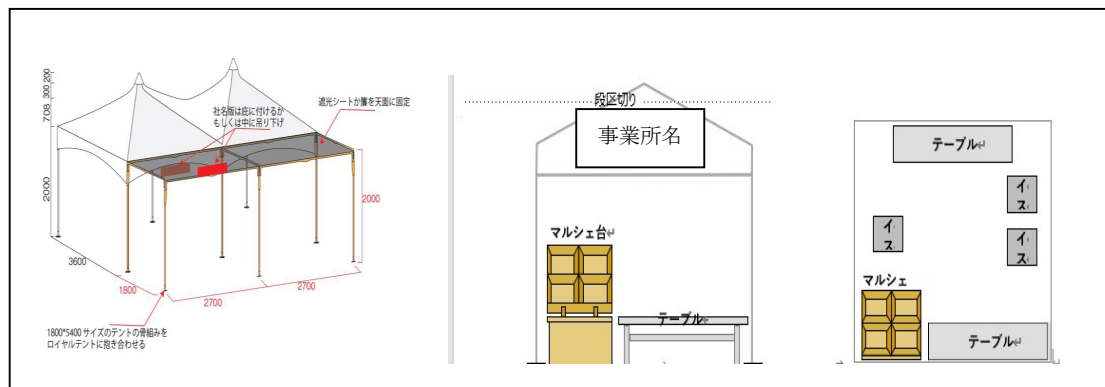 200
300
708
2000
3600
1800
2700
2700
2000
社名版は庇に付けるか
もしくは中に吊り下げ
遮光シートか簾を天面に固定
1800*5400 サイズのテントの骨組みを
ロイヤルテントに抱き合わせる
段区切り
事業所名
マルシェ台↵
テーブル↵
テーブル↵
イ
ス
イ
ス
イ
ス
マルシェ
テーブル↵